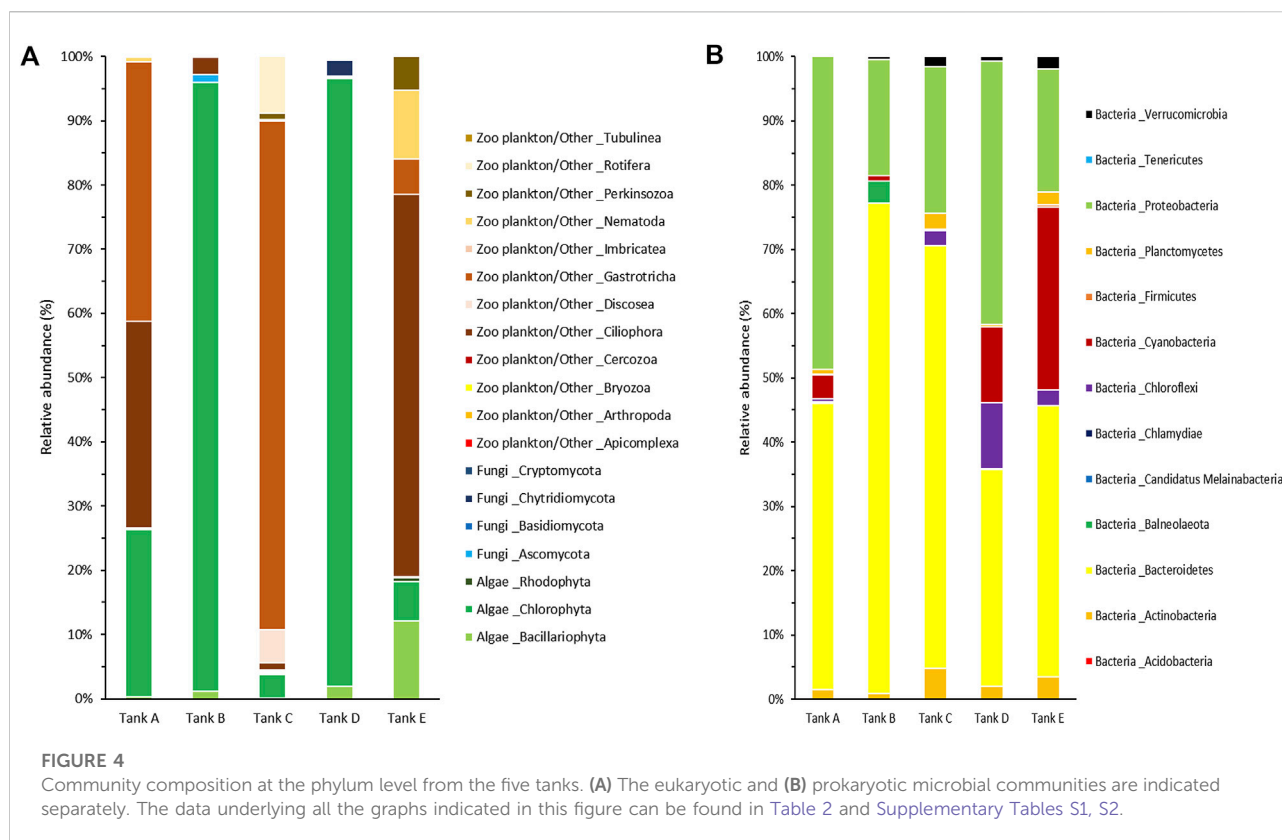 A
100%
90%
80%
70%
60%
50%
40%
30%
20%
10%
0%
Relative abundance (%)
Tank A Tank B Tank C Tank D Tank E
Zoo plankton/Other _Tubulinea
Zoo plankton/Other _Rotifera
Zoo plankton/Other _Perkinsozoa
Zoo plankton/Other _Nematoda
Zoo plankton/Other _Imbricatea
Zoo plankton/Other _Gastrotricha
Zoo plankton/Other _Discosea
Zoo plankton/Other _Ciliophora
Zoo plankton/Other _Cercozoa
Zoo plankton/Other _Bryozoa
Zoo plankton/Other _Arthropoda
Zoo plankton/Other _Apicomplexa
Fungi _Cryptomycota
Fungi _Chytridiomycota
Fungi _Basidiomycota
Fungi _Ascomycota
Algae _Rhodophyta
Algae _Chlorophyta
Algae _Bacillariophyta
B
100%
90%
80%
70%
60%
50%
40%
30%
20%
10%
0%
Relative abundance (%)
Tank A Tank B Tank C Tank D Tank E
Bacteria _Verrucomicrobia
Bacteria _Tenericutes
Bacteria _Proteobacteria
Bacteria _Planctomycetes
Bacteria _Firmicutes
Bacteria _Cyanobacteria
Bacteria _Chloroflexi
Bacteria _Chlamydiae
Bacteria _Candidatus Melainabacteria
Bacteria _Balneolaeota
Bacteria _Bacteroidetes
Bacteria _Actinobacteria
Bacteria _Acidobacteria
FIGURE 4
Community composition at the phylum level from the five tanks. (A) The eukaryotic and (B) prokaryotic microbial communities are indicated
separately. The data underlying all the graphs indicated in this figure can be found in Table 2 and Supplementary Tables S1, S2.